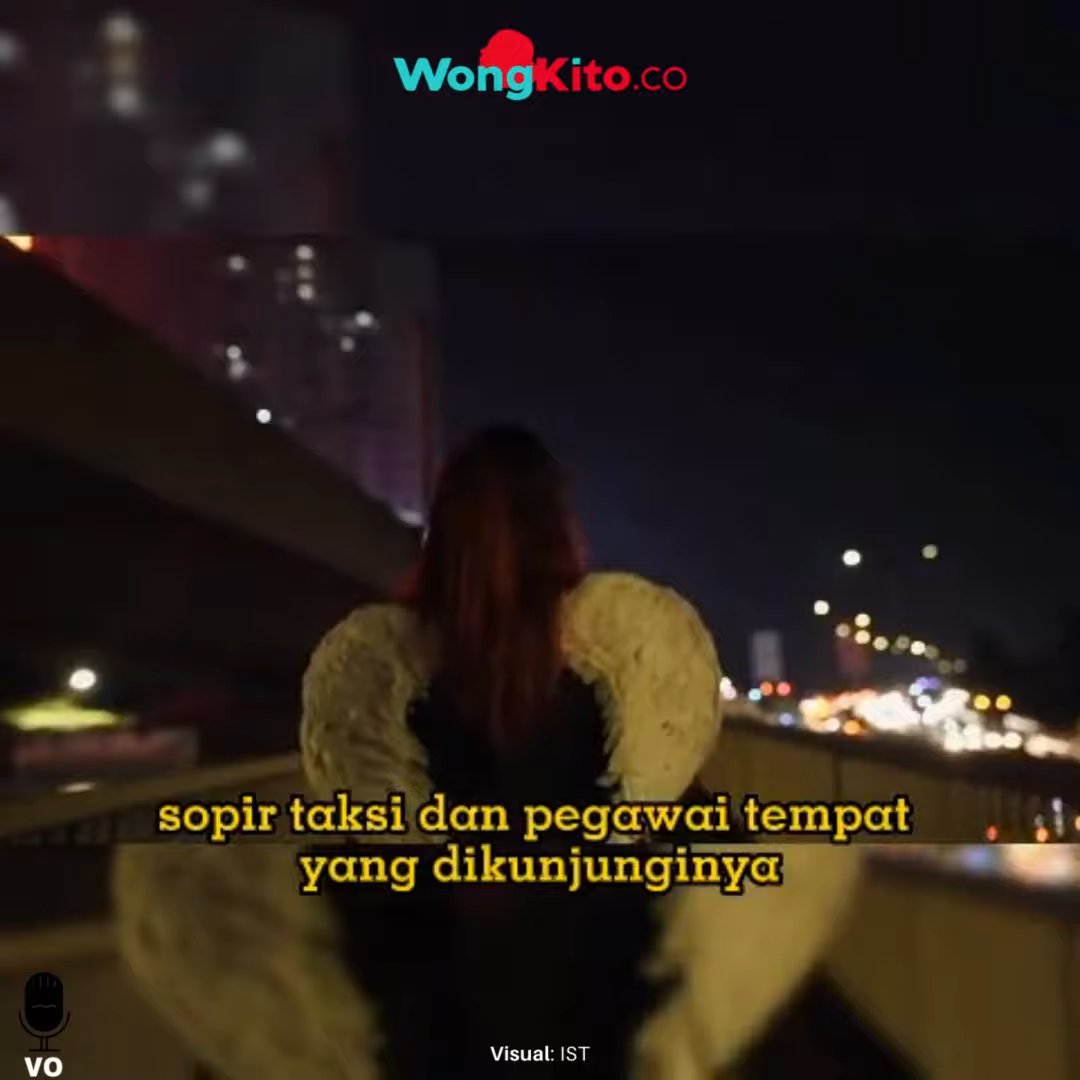 WongKito.co
sopir taksi dan pegawai tempat
yang dikunjunginya
VO
Visual: IST